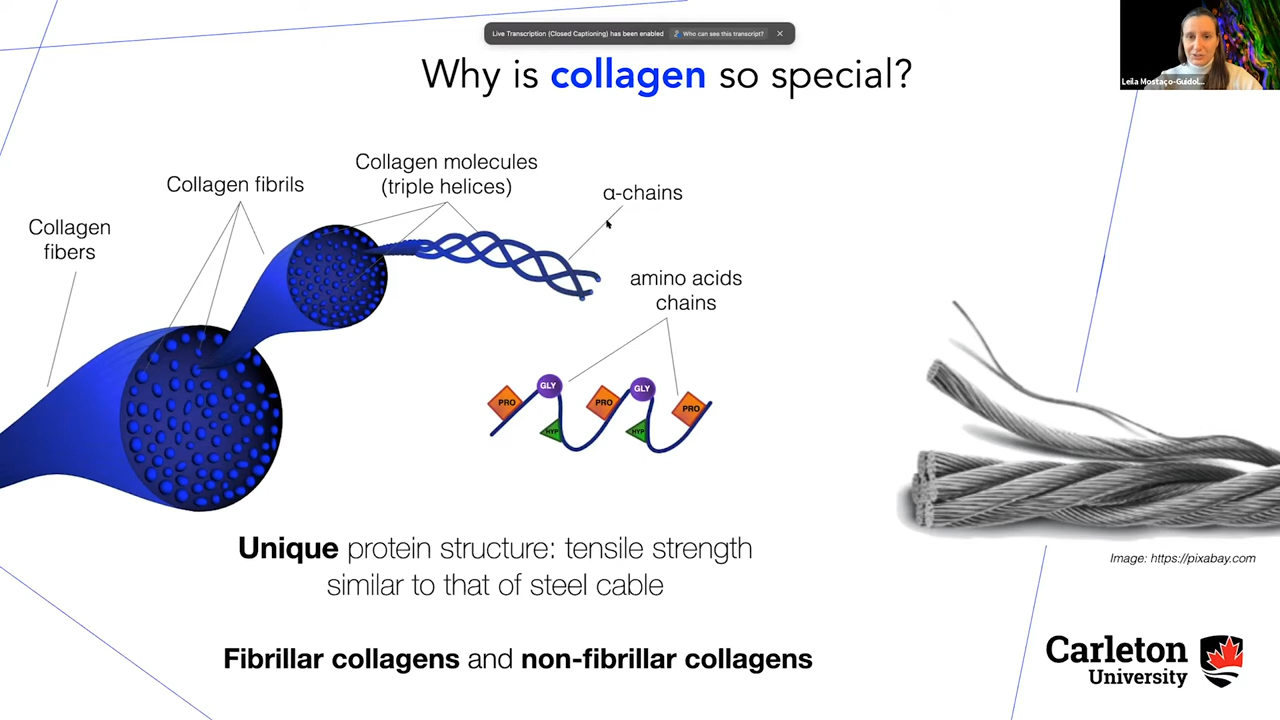 Live Transcription (Closed Captioning) has been enabled
Who can see this transcript?
Leila Mostaço-Guidol...
Why is collagen so special?
Collagen molecules
(triple helices)
Collagen fibrils
α-chains
Collagen
fibers
amino acids
chains
PRO
GLY
HYP
PRO
GLY
HYP
PRO
Unique protein structure: tensile strength
similar to that of steel cable
Image: https://pixabay.com
Fibrillar collagens and non-fibrillar collagens
Carleton
University